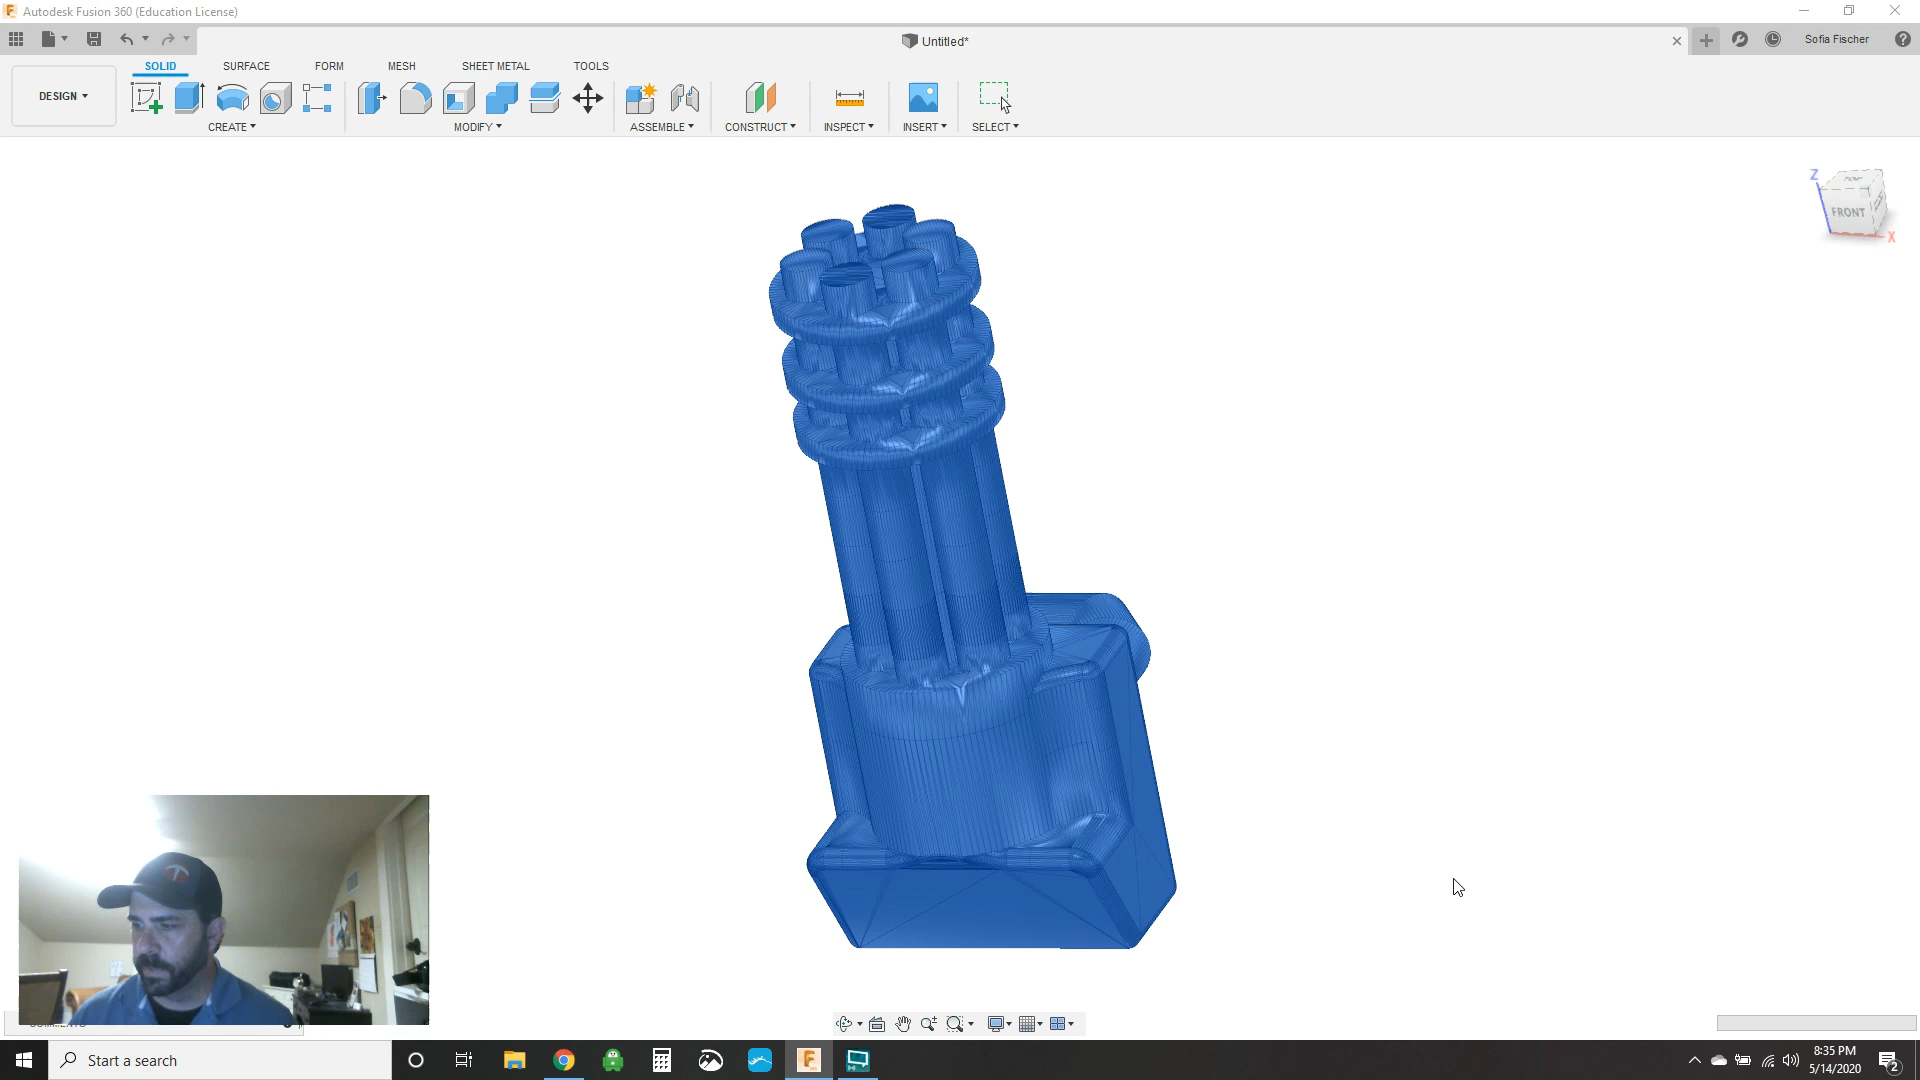 Autodesk Fusion 360 (Education License)
Untitled*
Sofia Fischer
DESIGN
SOLID
SURFACE
FORM
MESH
SHEET METAL
TOOLS
CREATE
MODIFY
ASSEMBLE
CONSTRUCT
INSPECT
INSERT
SELECT
Z
FRONT
X
Start a search
8:35 PM
5/14/2020
2